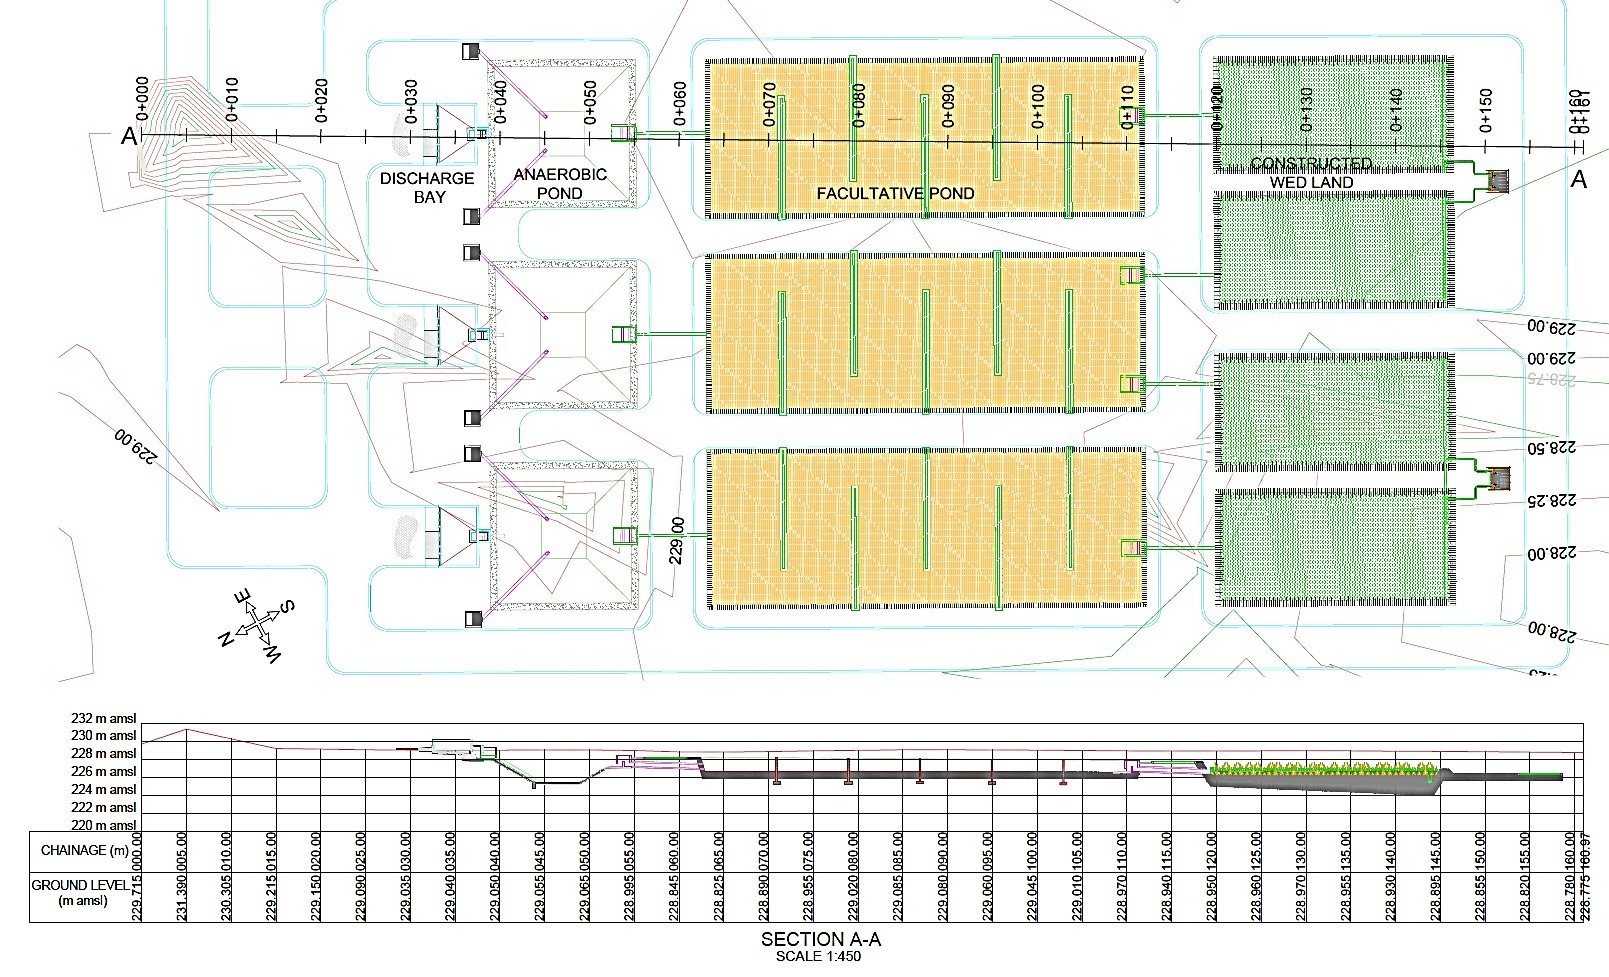 0+000 0+010 0+020 0+030 0+040 0+050 0+060 0+070 0+080 0+090 0+100 0+110 0+120 0+130 0+140 0+150 0+160 0+161
A
DISCHARGE
BAY
ANAEROBIC
POND
FACULTATIVE POND
CONSTRUCTED
WED LAND
A
229.00
229.00
228.75
229.00
228.50
228.25
229.00
228.00
228.00
E
S
N
W
232 m amsl
230 m amsl
228 m amsl
226 m amsl
224 m amsl
222 m amsl
220 m amsl
CHAINAGE (m) 000.00 005.00 010.00 015.00 020.00 025.00 030.00 035.00 040.00 045.00 050.00 055.00 060.00 065.00 070.00 075.00 080.00 085.00 090.00 095.00 100.00 105.00 110.00 115.00 120.00 125.00 130.00 135.00 140.00 145.00 150.00 155.00 160.00 160.97
GROUND LEVEL
(m amsl)
229.715 231.390 230.305 229.215 229.150 229.090 229.035 229.040 229.050 229.055 229.065 228.995 228.845 228.825 228.890 228.975 229.020 229.085 229.080 229.060 229.045 229.010 228.970 228.940 228.950 228.960 228.970 228.955 228.930 228.895 228.855 228.820 228.780 228.775
SECTION A-A
SCALE 1:450